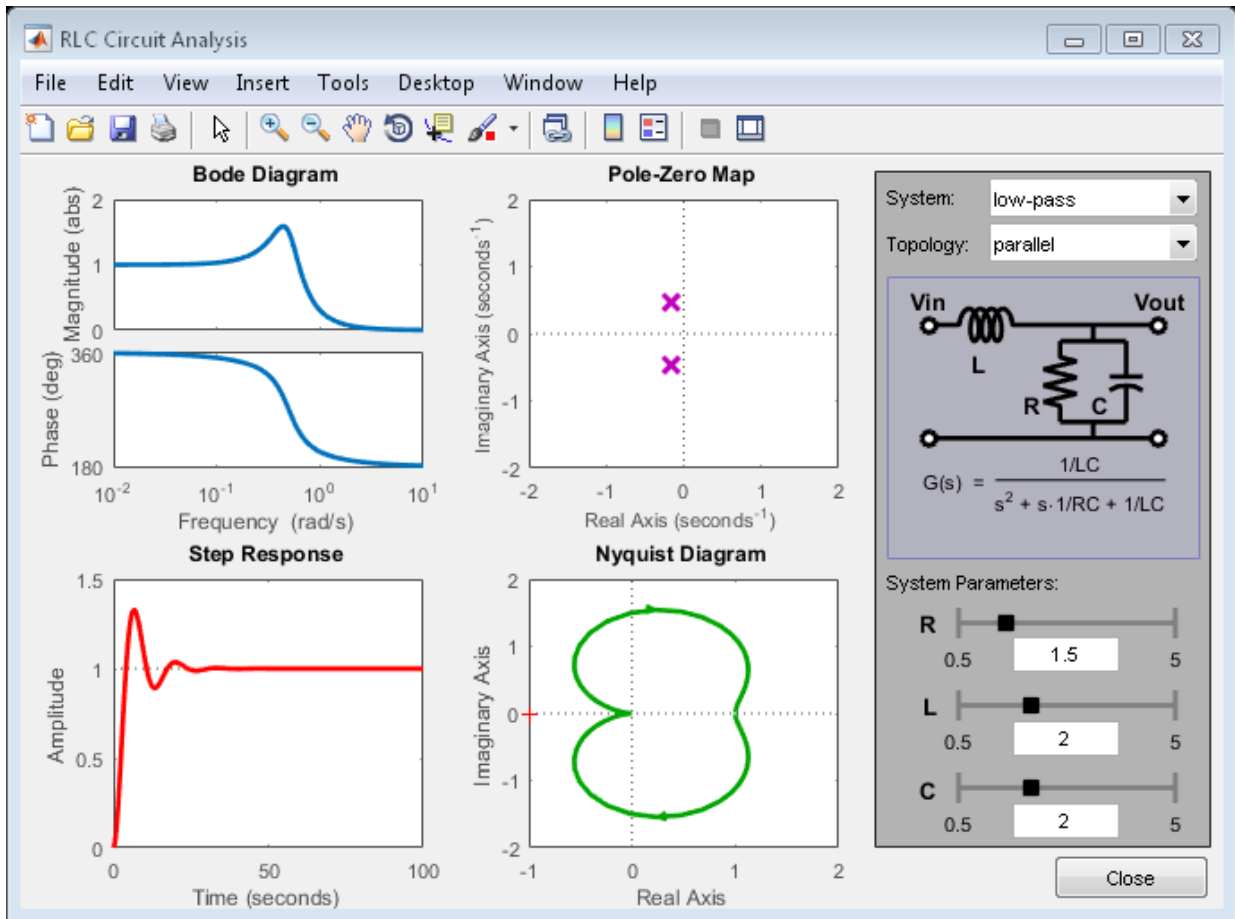 RLC Circuit Analysis
File Edit View Insert Tools Desktop Window Help
Bode Diagram
Magnitude (abs)
2
1
0
Phase (deg)
360
180
10^-2 10^-1 10^0 10^1
Frequency (rad/s)
Pole-Zero Map
Imaginary Axis (seconds^-1)
2
1
0
-1
-2
-2 -1 0 1 2
Real Axis (seconds^-1)
Step Response
Amplitude
1.5
1
0.5
0
0 50 100
Time (seconds)
Nyquist Diagram
Imaginary Axis
2
1
0
-1
-2
-1 0 1 2
Real Axis
System: low-pass
Topology: parallel
Vin Vout
L
R C
G(s) = 1/LC / s^2 + s·1/RC + 1/LC
System Parameters:
R
0.5 1.5 5
L
0.5 2 5
C
0.5 2 5
Close